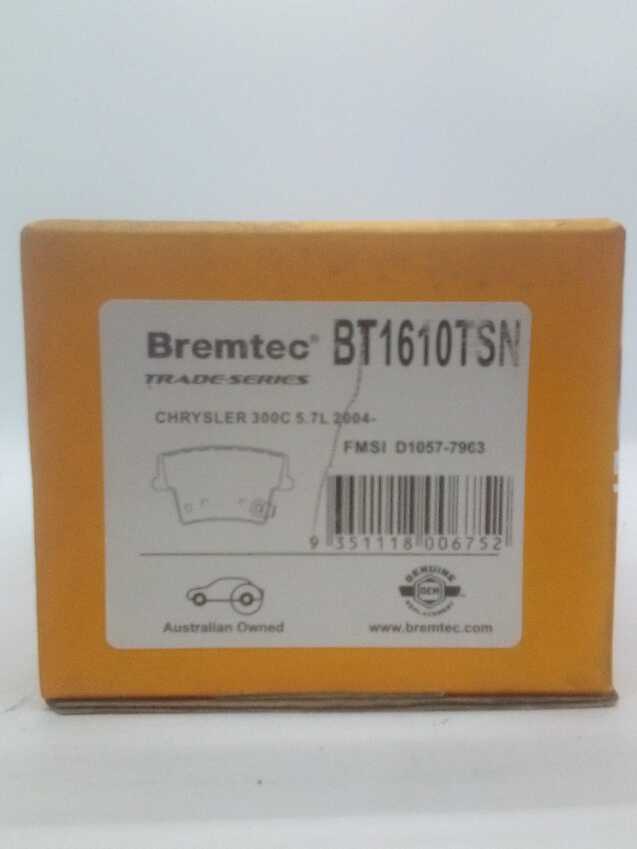 Bremtec® BT1610TSN
TRADE-SERIES
CHRYSLER 300C 5.7L 2004-
FMSI D1057-7963
9 351118 006752
GENUINE
OEM
REPLACEMENT
Australian Owned
www.bremtec.com